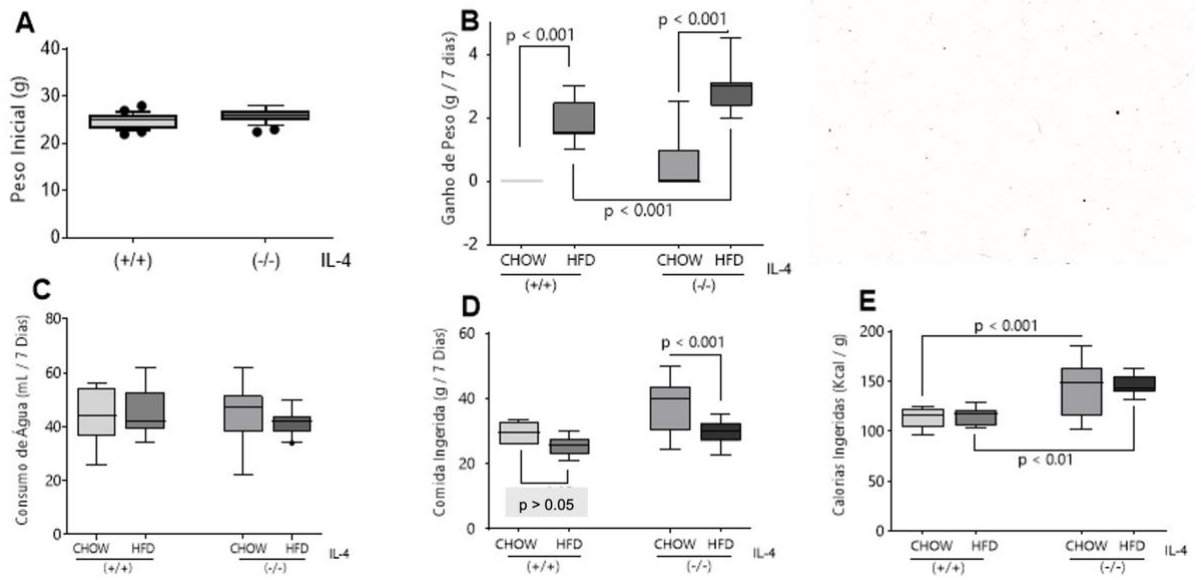 A
Peso Inicial (g)
40
30
20
10
0
(+/+)
(-/-)
IL-4
B
Ganho de Peso (g / 7 dias)
4
2
0
-2
p < 0.001
p < 0.001
p < 0.001
CHOW
HFD
CHOW
HFD
(+/+)
(-/-)
IL-4
C
Consumo de Água (mL / 7 Dias)
80
60
40
20
0
CHOW
HFD
CHOW
HFD
(+/+)
(-/-)
IL-4
D
Comida Ingerida (g / 7 Dias)
60
40
20
0
p < 0.001
p > 0.05
CHOW
HFD
CHOW
HFD
(+/+)
(-/-)
IL-4
E
Calorias Ingeridas (Kcal / g)
200
150
100
50
0
p < 0.001
p < 0.01
CHOW
HFD
CHOW
HFD
(+/+)
(-/-)
IL-4